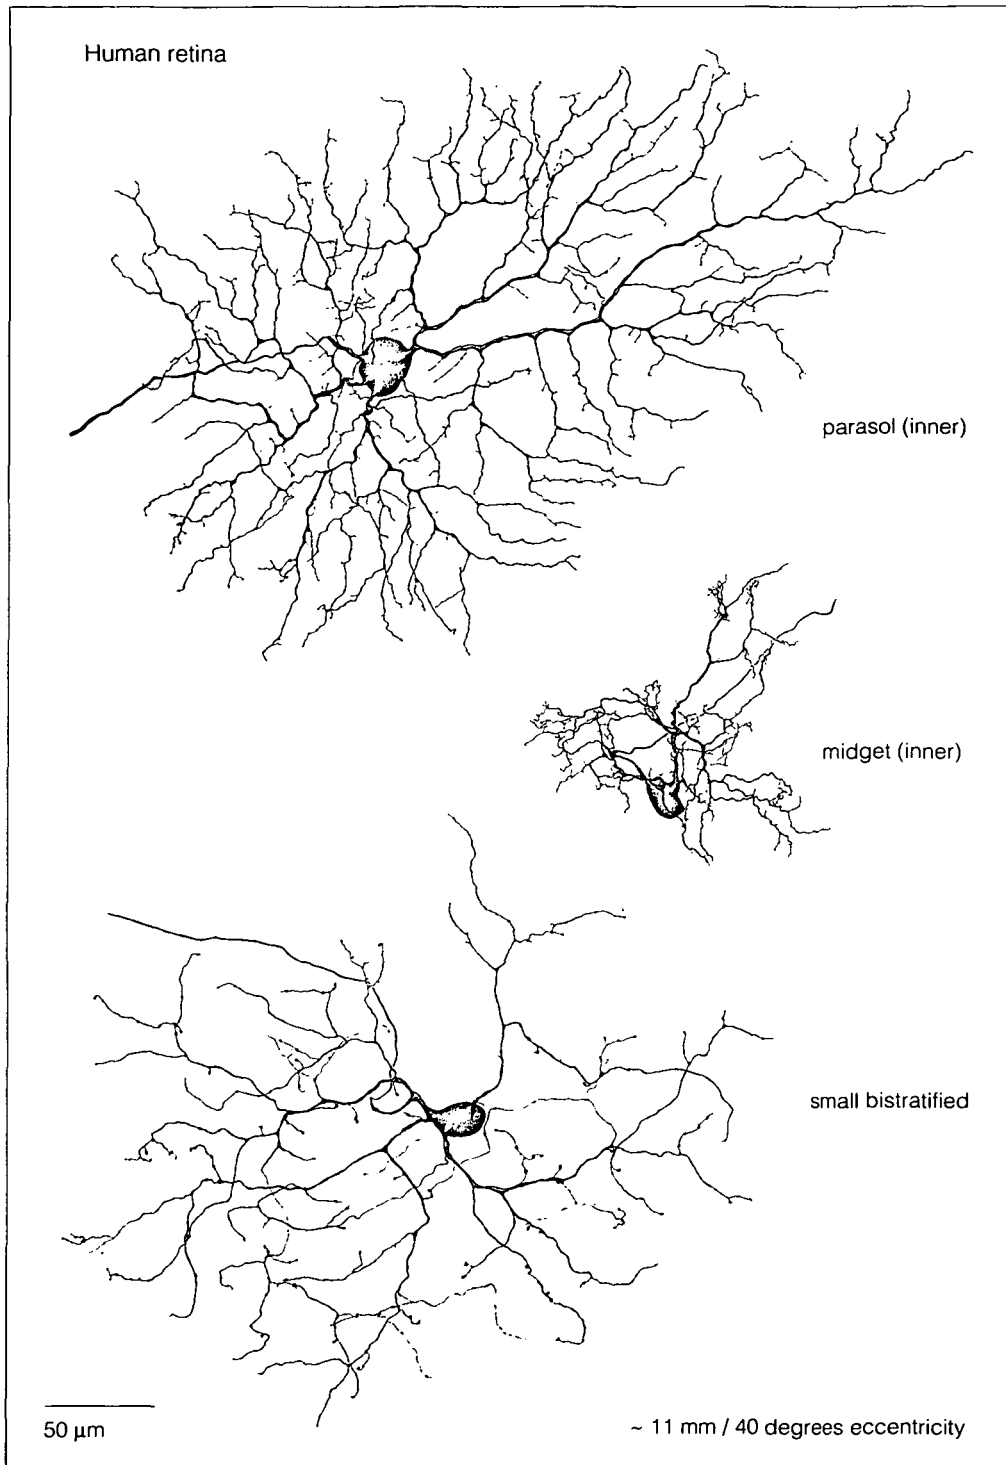 Human retina
parasol (inner)
midget (inner)
small bistratified
50 µm
~ 11 mm / 40 degrees eccentricity